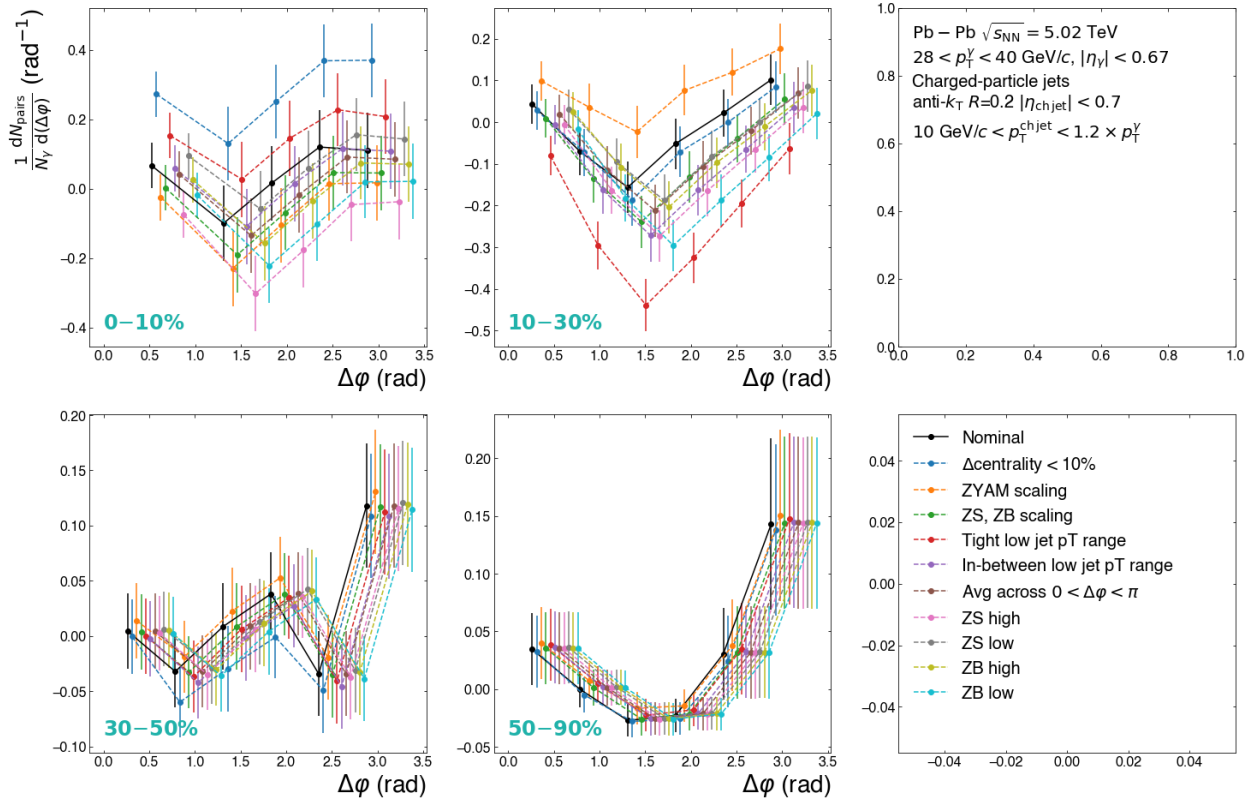 1/N_γ dN_pairs/d(Δφ) (rad⁻¹)
0.4
0.2
0.0
−0.2
−0.4
0−10%
0.0 0.5 1.0 1.5 2.0 2.5 3.0 3.5
Δφ (rad)
0.2
0.1
0.0
−0.1
−0.2
−0.3
−0.4
−0.5
10−30%
0.0 0.5 1.0 1.5 2.0 2.5 3.0 3.5
Δφ (rad)
1.0
0.8
0.6
0.4
0.2
0.0
Pb − Pb √s_NN = 5.02 TeV
28 < p_T^γ < 40 GeV/c, |η_γ| < 0.67
Charged-particle jets
anti-k_T R=0.2 |η_ch jet| < 0.7
10 GeV/c < p_T^ch jet < 1.2 × p_T^γ
0.0 0.2 0.4 0.6 0.8 1.0
0.20
0.15
0.10
0.05
0.00
−0.05
−0.10
30−50%
0.0 0.5 1.0 1.5 2.0 2.5 3.0 3.5
Δφ (rad)
0.20
0.15
0.10
0.05
0.00
−0.05
50−90%
0.0 0.5 1.0 1.5 2.0 2.5 3.0 3.5
Δφ (rad)
0.04
0.02
0.00
−0.02
−0.04
Nominal
Δcentrality < 10%
ZYAM scaling
ZS, ZB scaling
Tight low jet pT range
In-between low jet pT range
Avg across 0 < Δφ < π
ZS high
ZS low
ZB high
ZB low
−0.04 −0.02 0.00 0.02 0.04